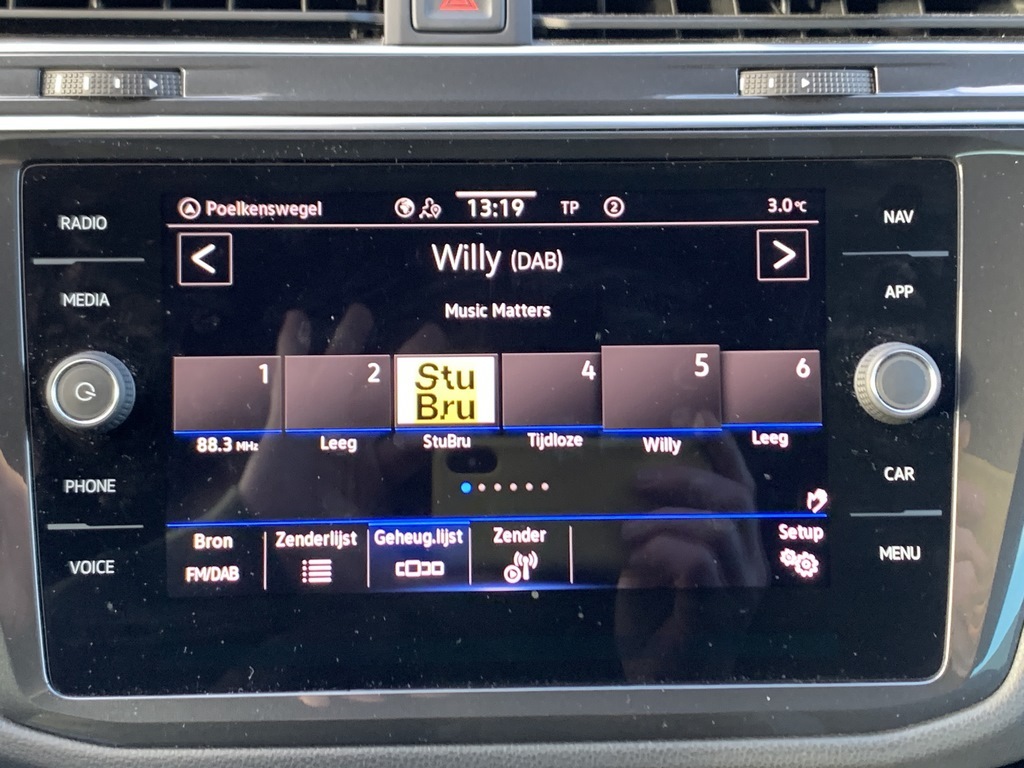 RADIO
MEDIA
PHONE
VOICE
Poelkenswegel
13:19
TP
2
3.0°C
Willy (DAB)
Music Matters
1
2
Stu
Bru
4
5
6
88.3 MHz
Leeg
StuBru
Tijdloze
Willy
Leeg
Bron
FM/DAB
Zenderlijst
Geheug.lijst
Zender
Setup
NAV
APP
CAR
MENU